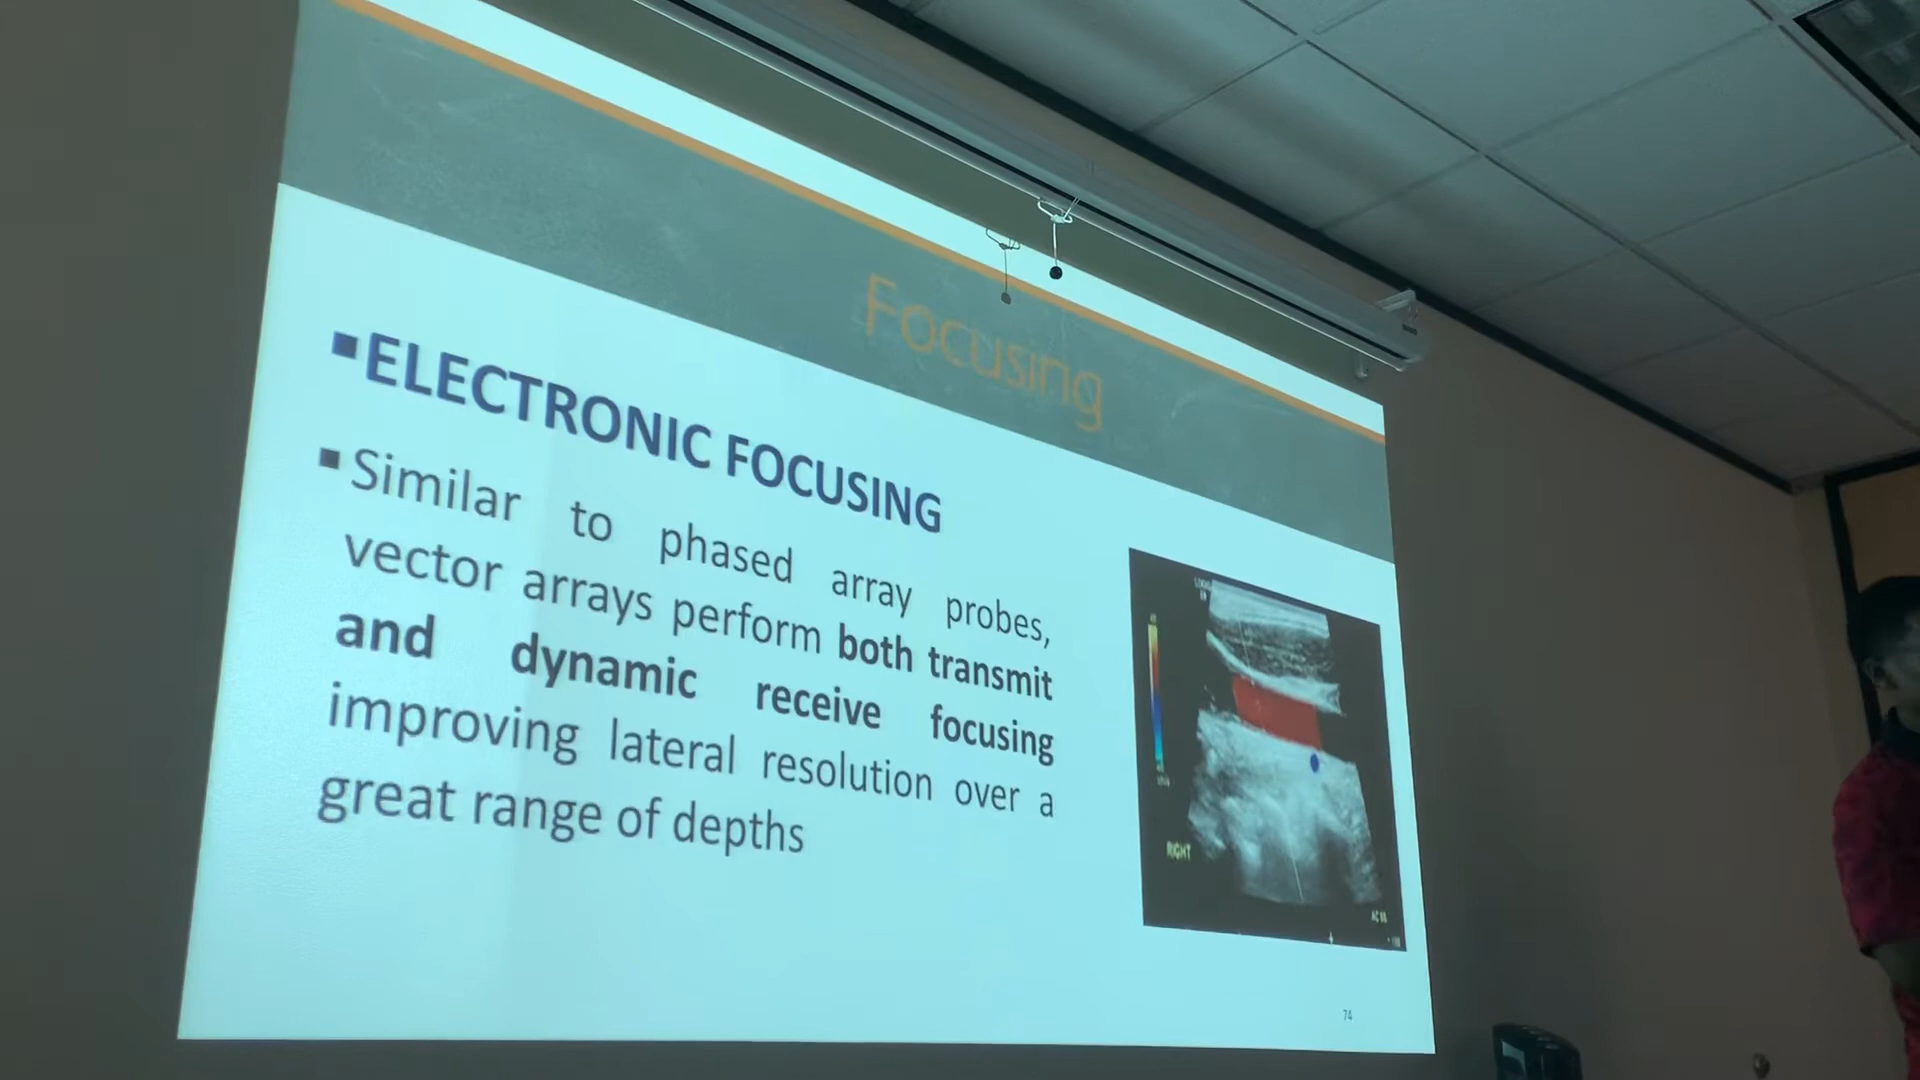 Focusing
▪ELECTRONIC FOCUSING
▪Similar to phased array probes,
vector arrays perform both transmit
and dynamic receive focusing
improving lateral resolution over a
great range of depths
RIGHT
74